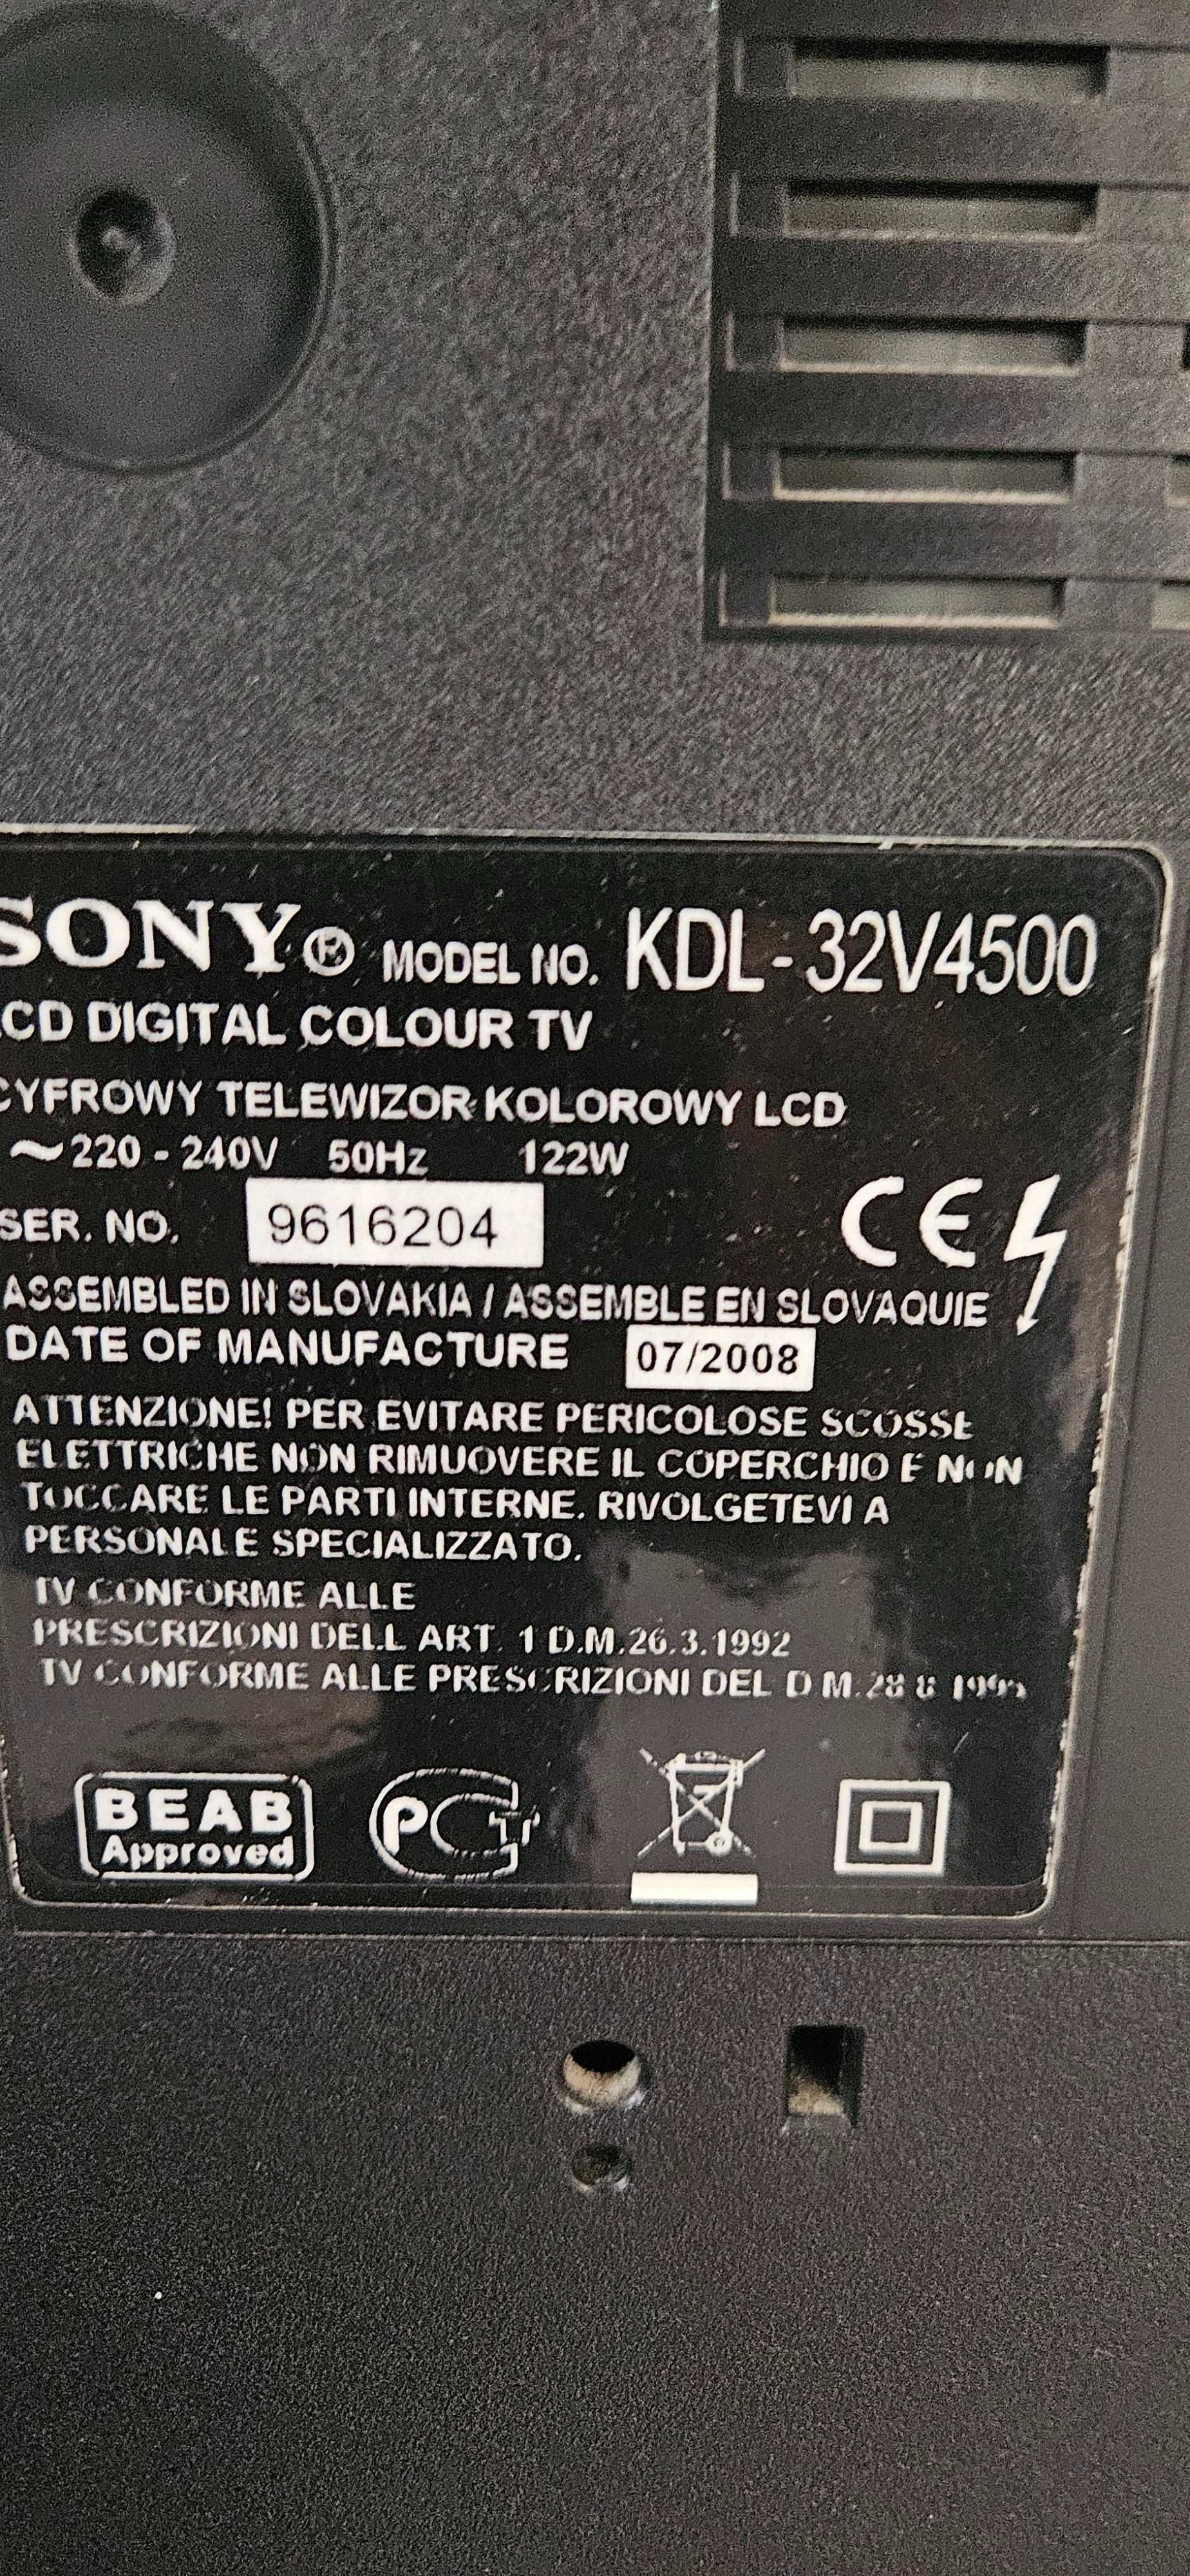 SONY® MODEL NO. KDL-32V4500
LCD DIGITAL COLOUR TV
CYFROWY TELEWIZOR KOLOROWY LCD
~220 - 240V 50Hz 122W
SER. NO. 9616204
CE
ASSEMBLED IN SLOVAKIA / ASSEMBLE EN SLOVAQUIE
DATE OF MANUFACTURE 07/2008
ATTENZIONE! PER EVITARE PERICOLOSE SCOSSE
ELETTRICHE NON RIMUOVERE IL COPERCHIO E NON
TOCCARE LE PARTI INTERNE. RIVOLGETEVI A
PERSONALE SPECIALIZZATO.
TV CONFORME ALLE
PRESCRIZIONI DELL ART. 1 D.M.26.3.1992
TV CONFORME ALLE PRESCRIZIONI DEL D M.28 8
BEAB
Approved